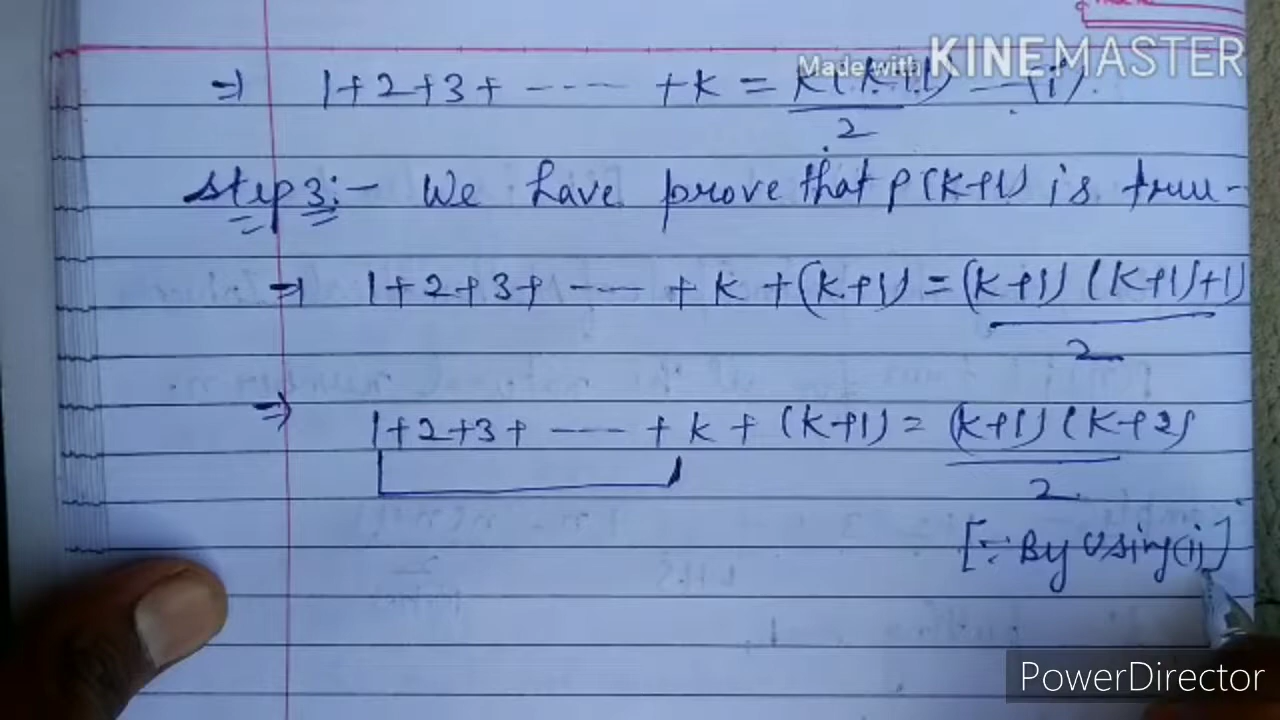 Made with KINEMASTER
⇒ 1+2+3+ ---- +k = k(k+1)/2 —(i)
Step 3:- We have prove that P(k+1) is true-
⇒ 1+2+3+ ---- + k +(k+1) = (k+1) (k+1)+1)/2
⇒ 1+2+3+ ---- + k + (k+1) = (k+1) (k+2)/2
[∵ By Using (i)]
PowerDirector